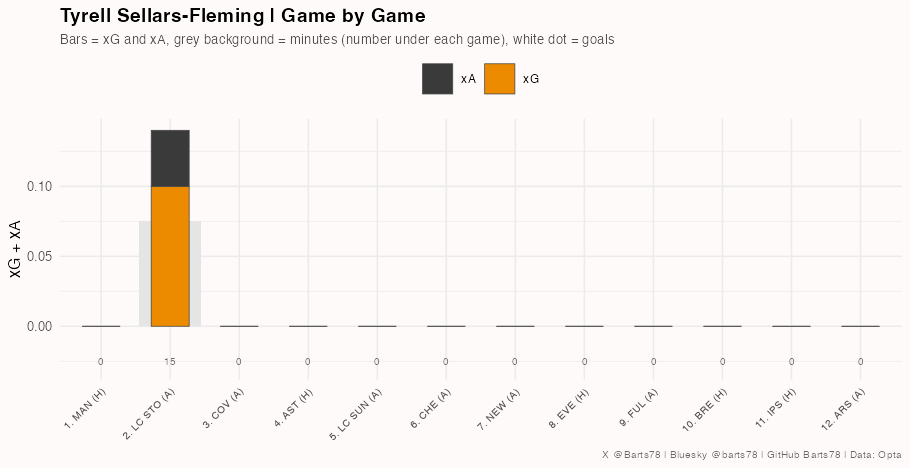 Tyrell Sellars-Fleming | Game by Game
Bars = xG and xA, grey background = minutes (number under each game), white dot = goals
xA xG
xG + xA
0.10
0.05
0.00
0 15 0 0 0 0 0 0 0 0 0 0
1. MAN (H)
2. LC STO (A)
3. COV (A)
4. AST (H)
5. LC SUN (A)
6. CHE (A)
7. NEW (A)
8. EVE (H)
9. FUL (A)
10. BRE (H)
11. IPS (H)
12. ARS (A)
X @Barts78 | Bluesky @barts78 | GitHub Barts78 | Data: Opta